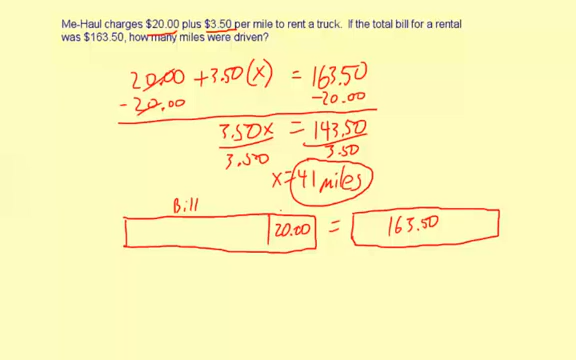 Me-Haul charges $20.00 plus $3.50 per mile to rent a truck. If the total bill for a rental
was $163.50, how many miles were driven?
20.00 + 3.50(x) = 163.50
-20.00 -20.00
3.50x = 143.50
3.50 3.50
x=41 miles
Bill
20.00 = 163.50